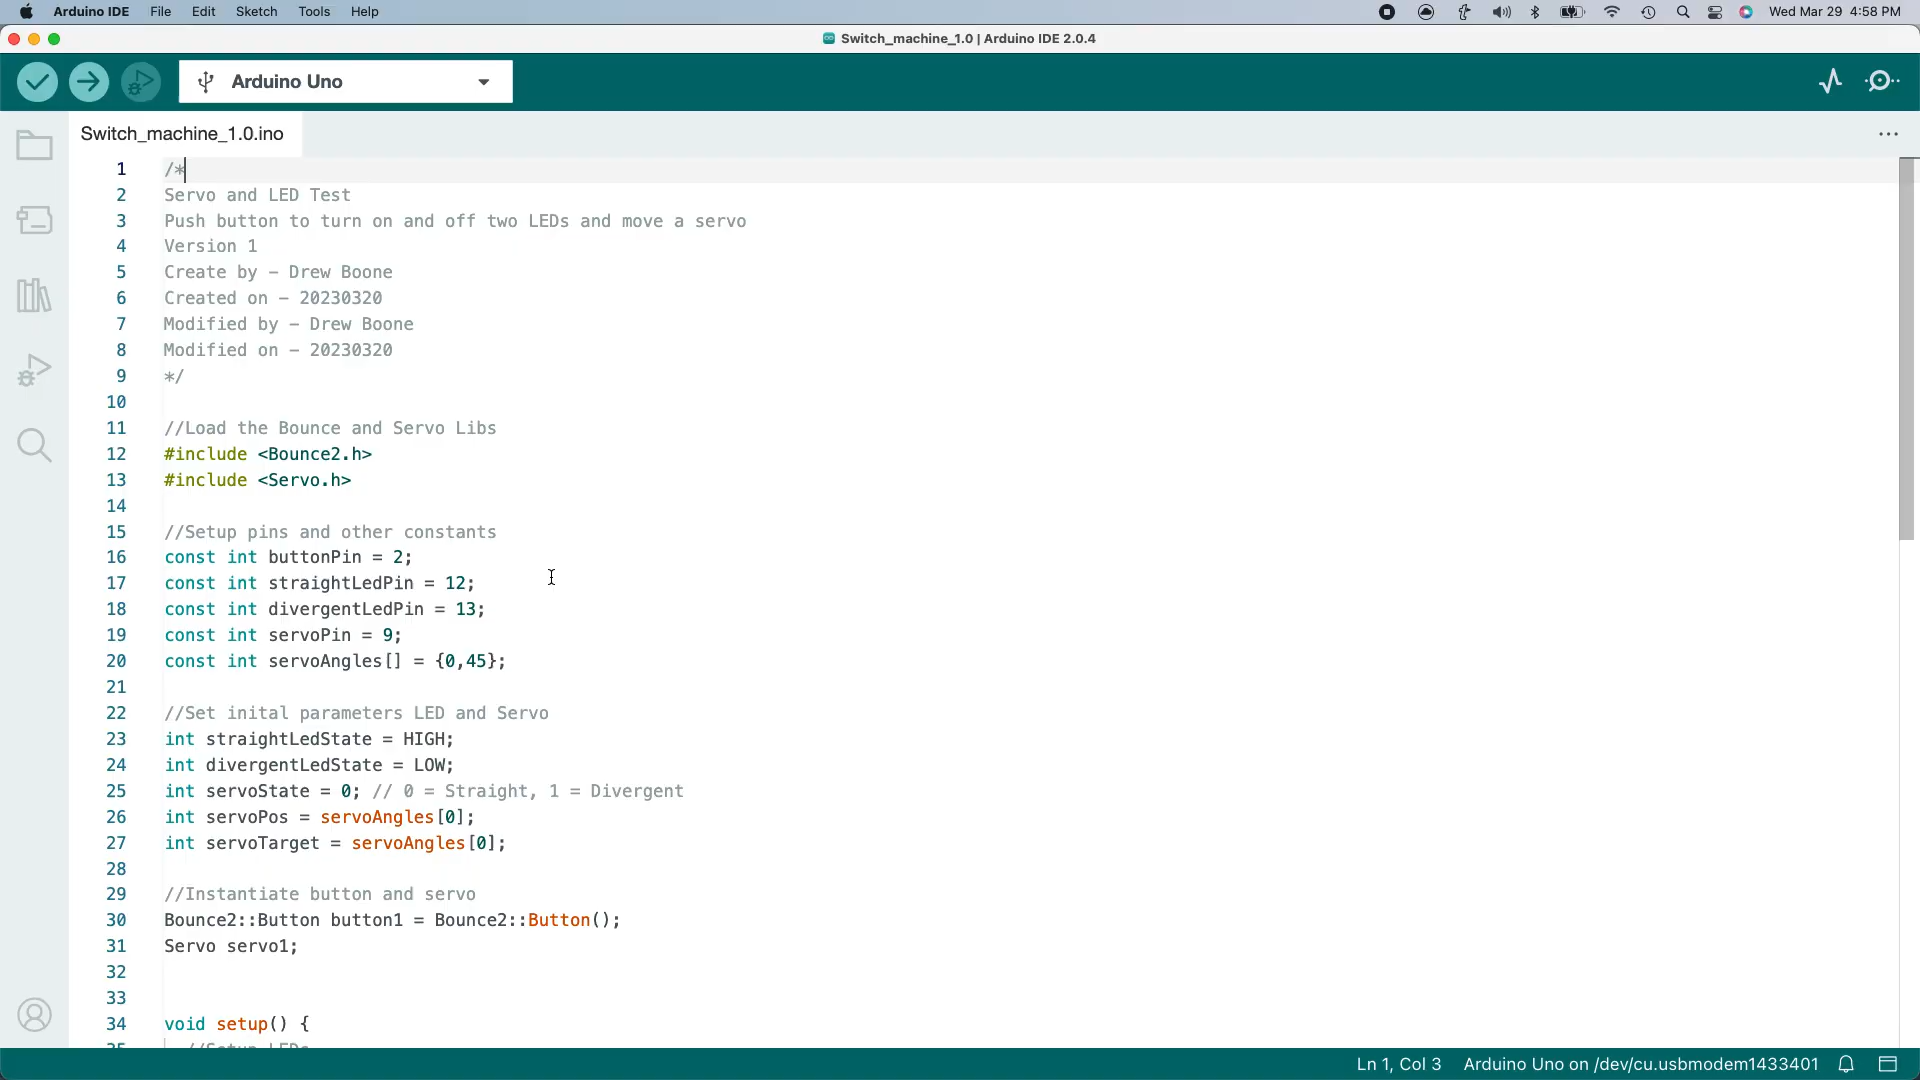 Arduino IDE File Edit Sketch Tools Help Wed Mar 29 4:58 PM
Switch_machine_1.0 | Arduino IDE 2.0.4
Arduino Uno
Switch_machine_1.0.ino
1 /*
2 Servo and LED Test
3 Push button to turn on and off two LEDs and move a servo
4 Version 1
5 Create by – Drew Boone
6 Created on – 20230320
7 Modified by – Drew Boone
8 Modified on – 20230320
9 */
10
11 //Load the Bounce and Servo Libs
12 #include <Bounce2.h>
13 #include <Servo.h>
14
15 //Setup pins and other constants
16 const int buttonPin = 2;
17 const int straightLedPin = 12;
18 const int divergentLedPin = 13;
19 const int servoPin = 9;
20 const int servoAngles[] = {0,45};
21
22 //Set inital parameters LED and Servo
23 int straightLedState = HIGH;
24 int divergentLedState = LOW;
25 int servoState = 0; // 0 = Straight, 1 = Divergent
26 int servoPos = servoAngles[0];
27 int servoTarget = servoAngles[0];
28
29 //Instantiate button and servo
30 Bounce2::Button button1 = Bounce2::Button();
31 Servo servo1;
32
33
34 void setup() {
35 //Setup LEDs
Ln 1, Col 3 Arduino Uno on /dev/cu.usbmodem1433401